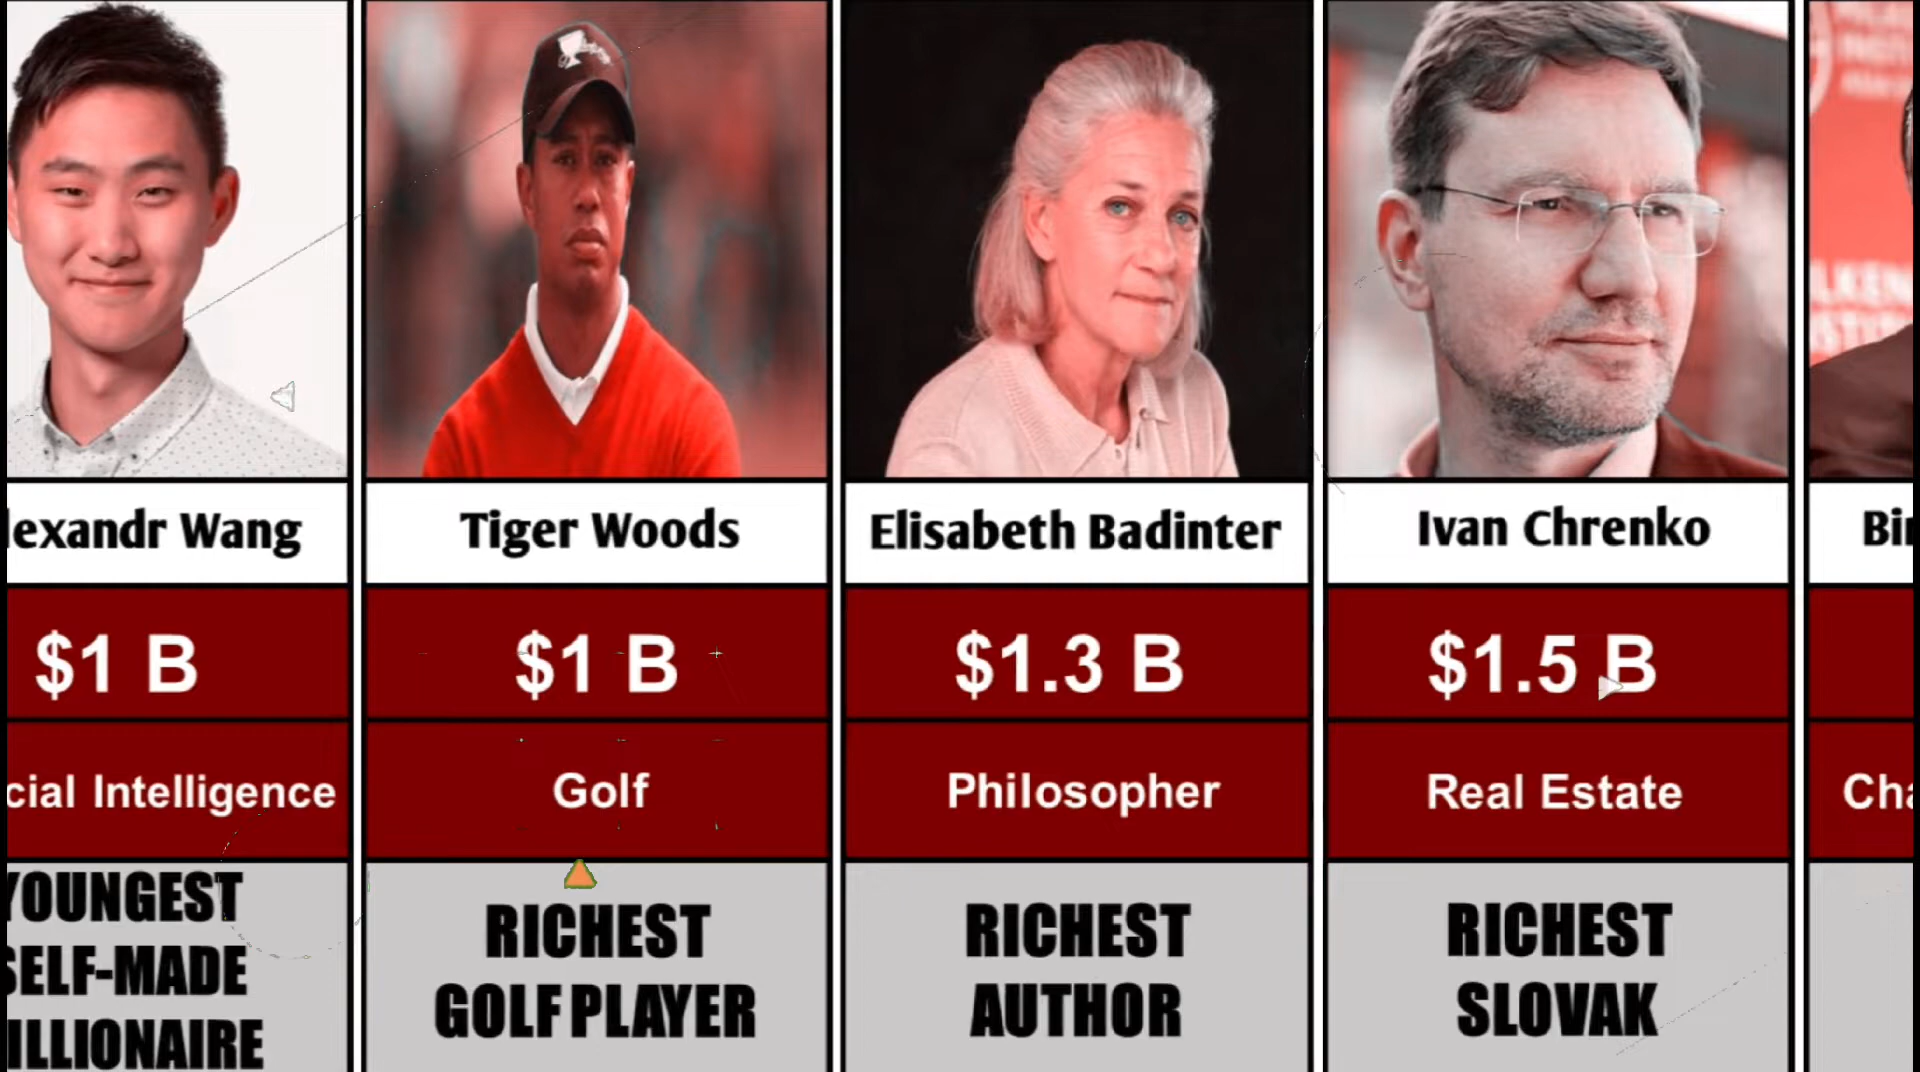 lexandr Wang
$1 B
cial Intelligence
YOUNGEST
SELF-MADE
ILLIONAIRE
Tiger Woods
$1 B
Golf
RICHEST
GOLF PLAYER
Elisabeth Badinter
$1.3 B
Philosopher
RICHEST
AUTHOR
Ivan Chrenko
$1.5 B
Real Estate
RICHEST
SLOVAK
Bi
Cha